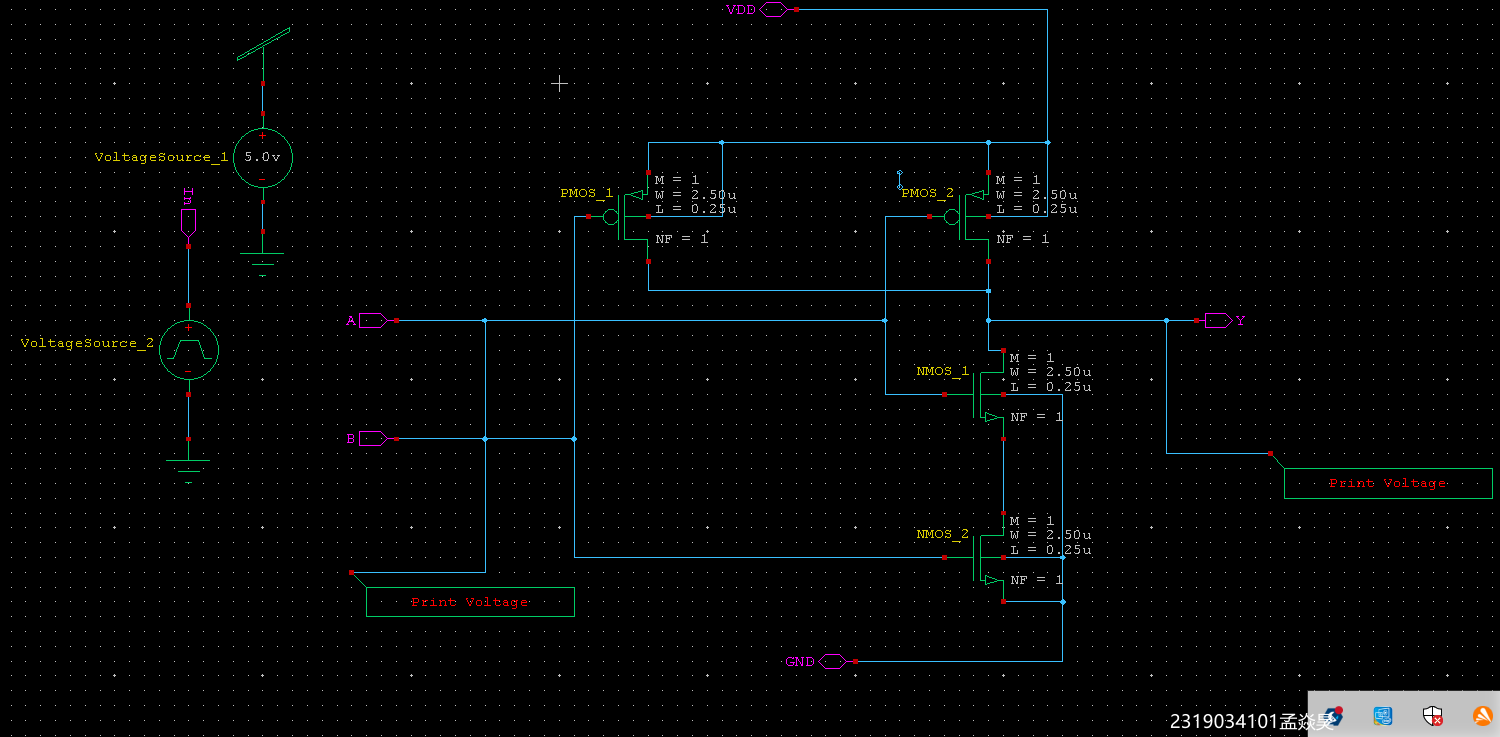 VDD
VoltageSource_1
5.0v
PMOS_1
M = 1
W = 2.50u
L = 0.25u
NF = 1
PMOS_2
M = 1
W = 2.50u
L = 0.25u
NF = 1
A
Y
VoltageSource_2
NMOS_1
M = 1
W = 2.50u
L = 0.25u
NF = 1
B
Print Voltage
NMOS_2
M = 1
W = 2.50u
L = 0.25u
NF = 1
Print Voltage
GND
2319034101孟焱昊